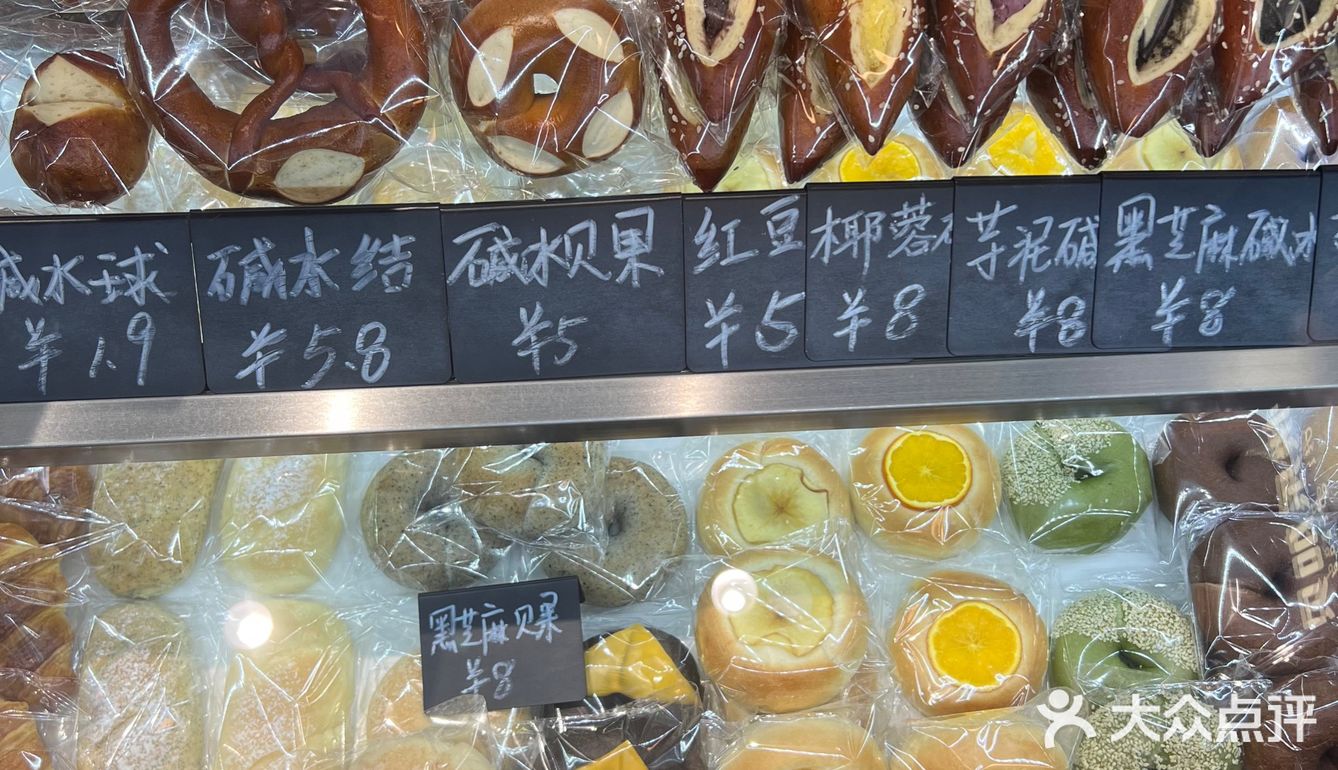 碱水球
￥1.9
碱水结
￥5.8
碱水贝果
￥5
红豆
￥5
椰蓉
￥8
芋泥碱
￥8
黑芝麻碱水
￥8
黑芝麻贝果
￥8
大众点评